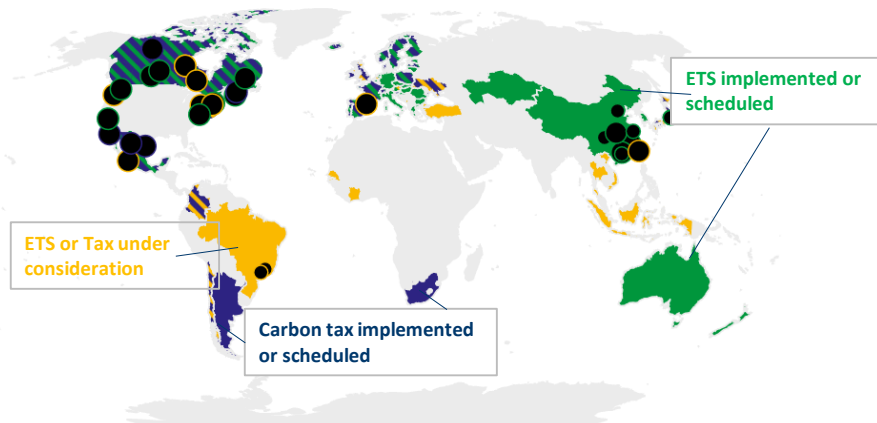 ETS implemented or
scheduled
ETS or Tax under
consideration
Carbon tax implemented
or scheduled